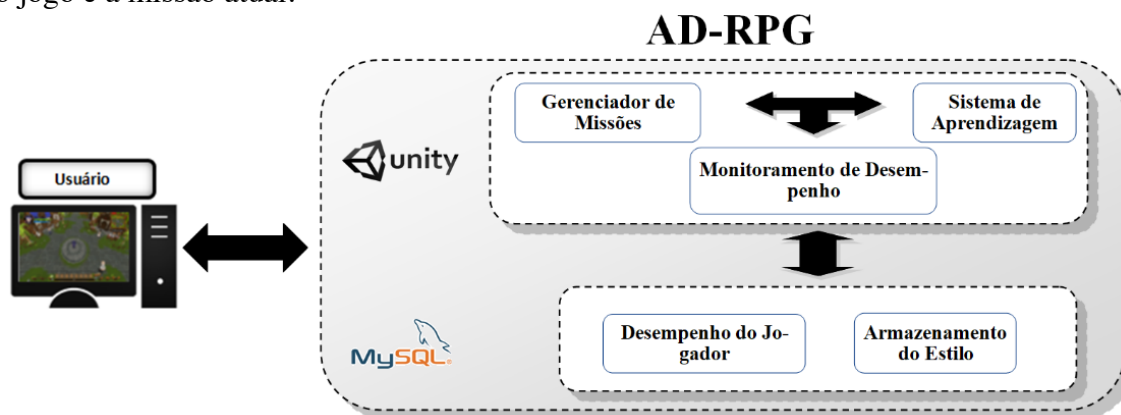 o jogo e a missão atual.
AD-RPG
Gerenciador de
Missões
Sistema de
Aprendizagem
unity
Monitoramento de Desem-
penho
Usuário
Desempenho do Jo-
gador
Armazenamento
do Estilo
MySQL